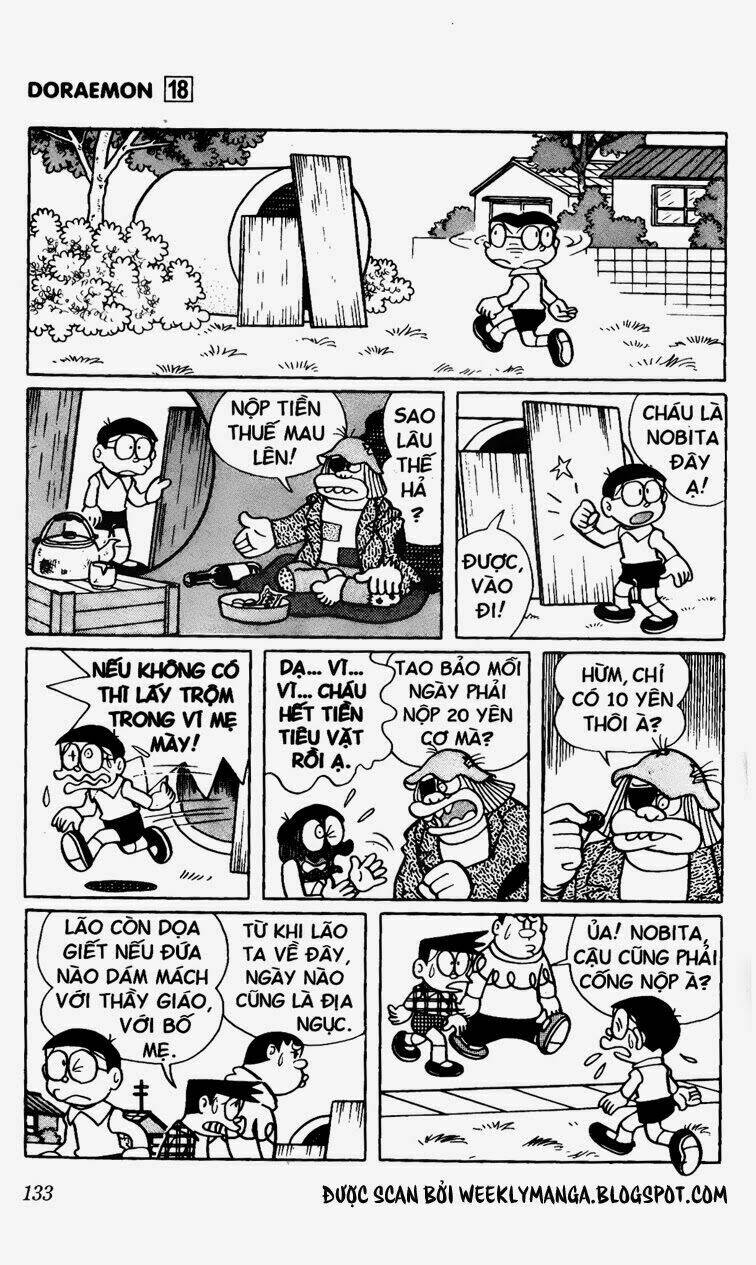 DORAEMON 18
CHÁU LÀ
NOBITA
ĐÂY
Ạ!
ĐƯỢC,
VÀO
ĐI!
SAO
LÂU
THẾ
HẢ
?
NỘP TIỀN
THUẾ MAU
LÊN!
HỪM, CHỈ
CÓ 10 YÊN
THÔI À?
TAO BẢO MỖI
NGÀY PHẢI
NỘP 20 YÊN
CƠ MÀ?
DẠ... VÌ...
VÌ... CHÁU
HẾT TIỀN
TIÊU VẶT
RỒI Ạ.
NẾU KHÔNG CÓ
THÌ LẤY TRỘM
TRONG VÍ MẸ
MÀY!
ỦA! NOBITA,
CẬU CŨNG PHẢI
CỐNG NỘP À?
TỪ KHI LÃO
TA VỀ ĐÂY,
NGÀY NÀO
CŨNG LÀ ĐỊA
NGỤC.
LÃO CÒN DỌA
GIẾT NẾU ĐỨA
NÀO DÁM MÁCH
VỚI THẦY GIÁO,
VỚI BỐ
MẸ.
133
ĐƯỢC SCAN BỞI WEEKLYMANGA.BLOGSPOT.COM